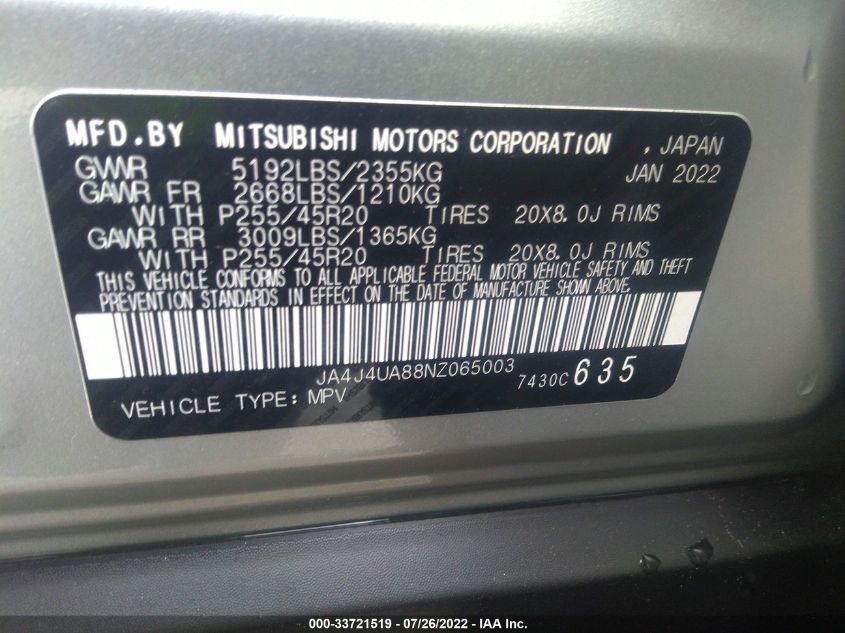 MFD.BY MITSUBISHI MOTORS CORPORATION , JAPAN
GVWR 5192LBS/2355KG JAN 2022
GAWR FR 2668LBS/1210KG
WITH P255/45R20 TIRES 20X8.0J RIMS
GAWR RR 3009LBS/1365KG
WITH P255/45R20 TIRES 20X8.0J RIMS
THIS VEHICLE CONFORMS TO ALL APPLICABLE FEDERAL MOTOR VEHICLE SAFETY AND THEFT
PREVENTION STANDARDS IN EFFECT ON THE DATE OF MANUFACTURE SHOWN ABOVE.
JA4J4UA88NZ065003
7430C 635
VEHICLE TYPE: MPV
000-33721519 - 07/26/2022 - IAA Inc.